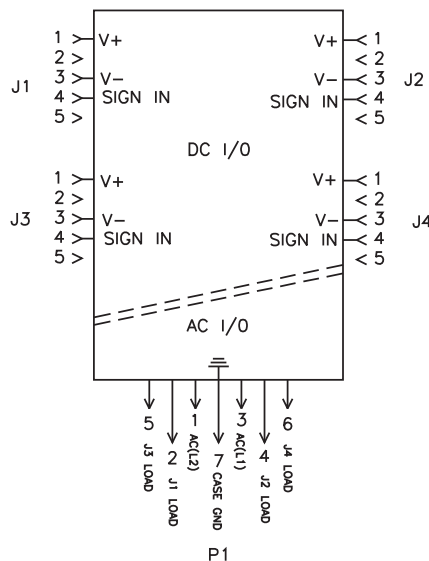 1 V+ V+ 1
2 2
J1 3 V- V- 3 J2
4 SIGN IN SIGN IN 4
5 5
DC I/O
1 V+ V+ 1
2 2
J3 3 V- V- 3 J4
4 SIGN IN SIGN IN 4
5 5
AC I/O
5 J3 LOAD
2 J1 LOAD
1 AC(L2)
7 CASE GND
3 AC(L1)
4 J2 LOAD
6 J4 LOAD
P1